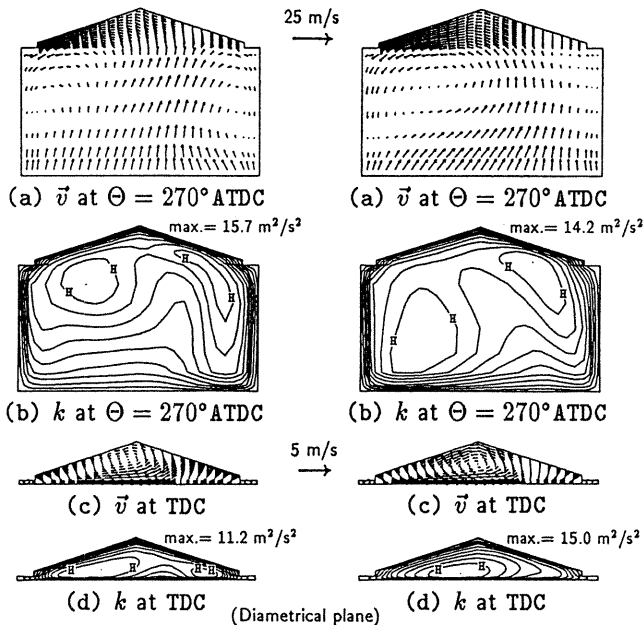 25 m/s
(a) v⃗ at Θ = 270° ATDC
(a) v⃗ at Θ = 270° ATDC
max.= 15.7 m²/s²
max.= 14.2 m²/s²
H H H H
H H H H
(b) k at Θ = 270° ATDC
(b) k at Θ = 270° ATDC
5 m/s
(c) v⃗ at TDC
(c) v⃗ at TDC
max.= 11.2 m²/s²
max.= 15.0 m²/s²
H H H H
H H
(d) k at TDC
(d) k at TDC
(Diametrical plane)